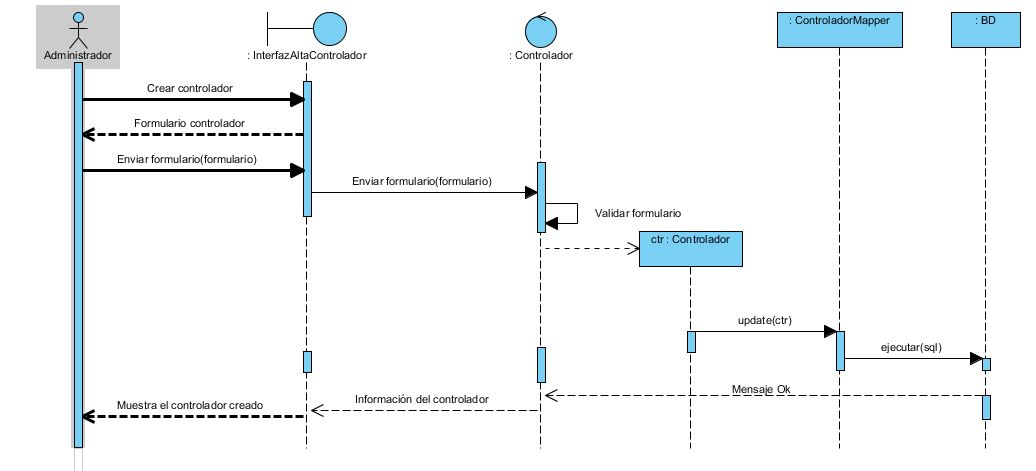 : ControladorMapper
: BD
Administrador
: InterfazAltaControlador
: Controlador
Crear controlador
Formulario controlador
Enviar formulario(formulario)
Enviar formulario(formulario)
Validar formulario
ctr : Controlador
update(ctr)
ejecutar(sql)
Mensaje Ok
Información del controlador
Muestra el controlador creado